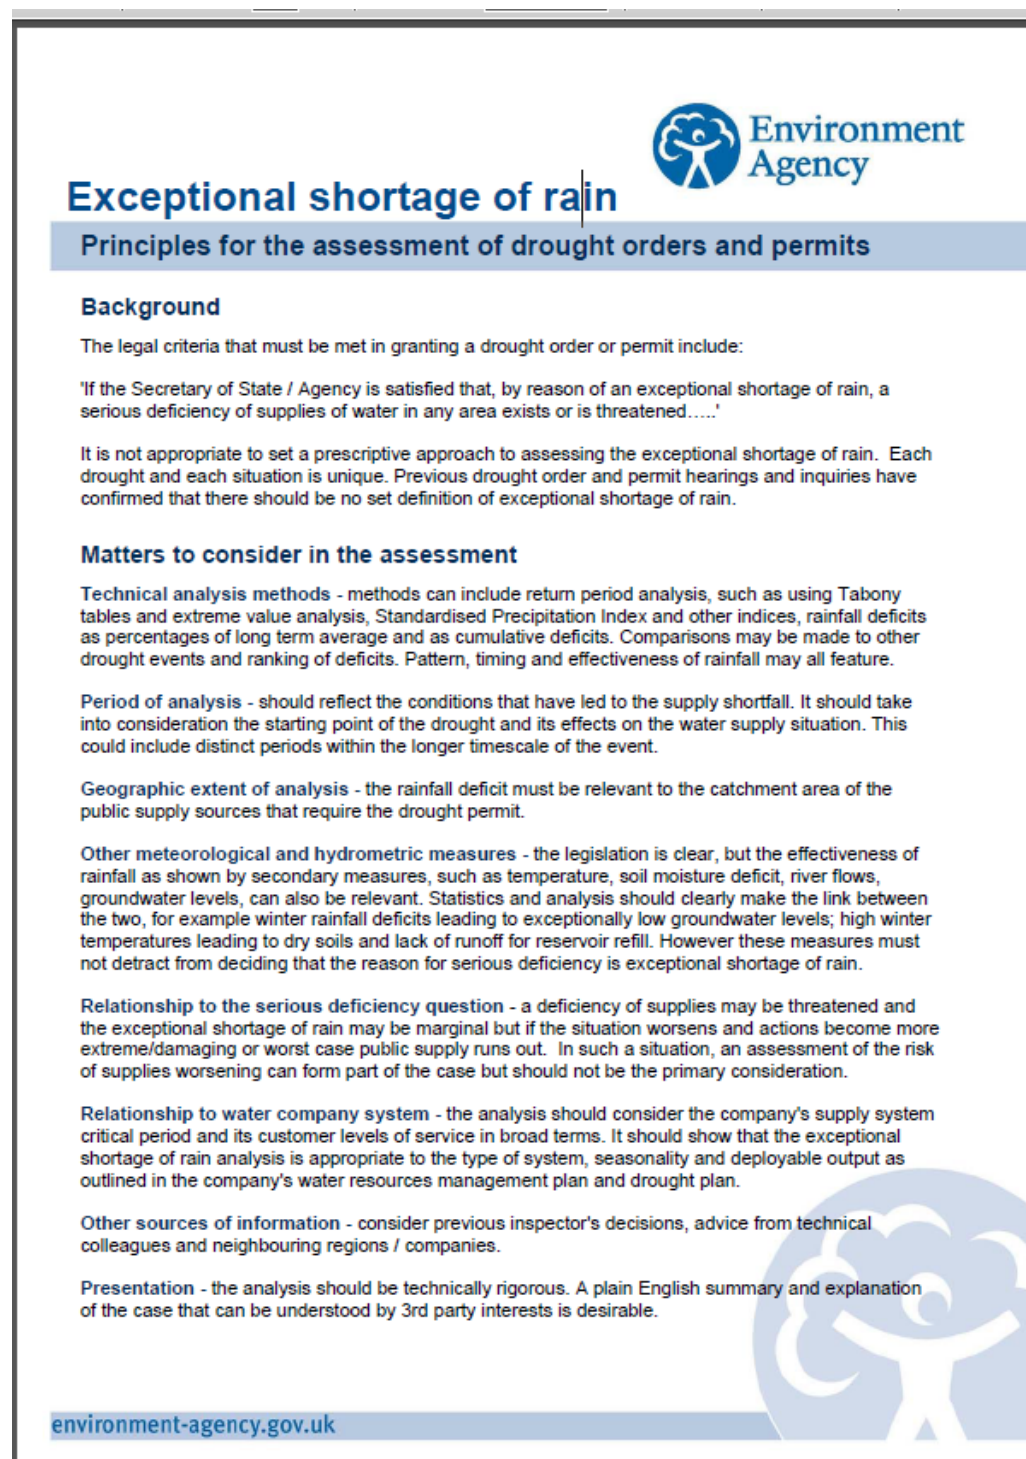 Environment
Agency
Exceptional shortage of rain
Principles for the assessment of drought orders and permits
Background
The legal criteria that must be met in granting a drought order or permit include:
'If the Secretary of State / Agency is satisfied that, by reason of an exceptional shortage of rain, a
serious deficiency of supplies of water in any area exists or is threatened…..'
It is not appropriate to set a prescriptive approach to assessing the exceptional shortage of rain.  Each
drought and each situation is unique. Previous drought order and permit hearings and inquiries have
confirmed that there should be no set definition of exceptional shortage of rain.
Matters to consider in the assessment
Technical analysis methods - methods can include return period analysis, such as using Tabony
tables and extreme value analysis, Standardised Precipitation Index and other indices, rainfall deficits
as percentages of long term average and as cumulative deficits. Comparisons may be made to other
drought events and ranking of deficits. Pattern, timing and effectiveness of rainfall may all feature.
Period of analysis - should reflect the conditions that have led to the supply shortfall. It should take
into consideration the starting point of the drought and its effects on the water supply situation. This
could include distinct periods within the longer timescale of the event.
Geographic extent of analysis - the rainfall deficit must be relevant to the catchment area of the
public supply sources that require the drought permit.
Other meteorological and hydrometric measures - the legislation is clear, but the effectiveness of
rainfall as shown by secondary measures, such as temperature, soil moisture deficit, river flows,
groundwater levels, can also be relevant. Statistics and analysis should clearly make the link between
the two, for example winter rainfall deficits leading to exceptionally low groundwater levels; high winter
temperatures leading to dry soils and lack of runoff for reservoir refill. However these measures must
not detract from deciding that the reason for serious deficiency is exceptional shortage of rain.
Relationship to the serious deficiency question - a deficiency of supplies may be threatened and
the exceptional shortage of rain may be marginal but if the situation worsens and actions become more
extreme/damaging or worst case public supply runs out.  In such a situation, an assessment of the risk
of supplies worsening can form part of the case but should not be the primary consideration.
Relationship to water company system - the analysis should consider the company's supply system
critical period and its customer levels of service in broad terms. It should show that the exceptional
shortage of rain analysis is appropriate to the type of system, seasonality and deployable output as
outlined in the company's water resources management plan and drought plan.
Other sources of information - consider previous inspector's decisions, advice from technical
colleagues and neighbouring regions / companies.
Presentation - the analysis should be technically rigorous. A plain English summary and explanation
of the case that can be understood by 3rd party interests is desirable.
environment-agency.gov.uk